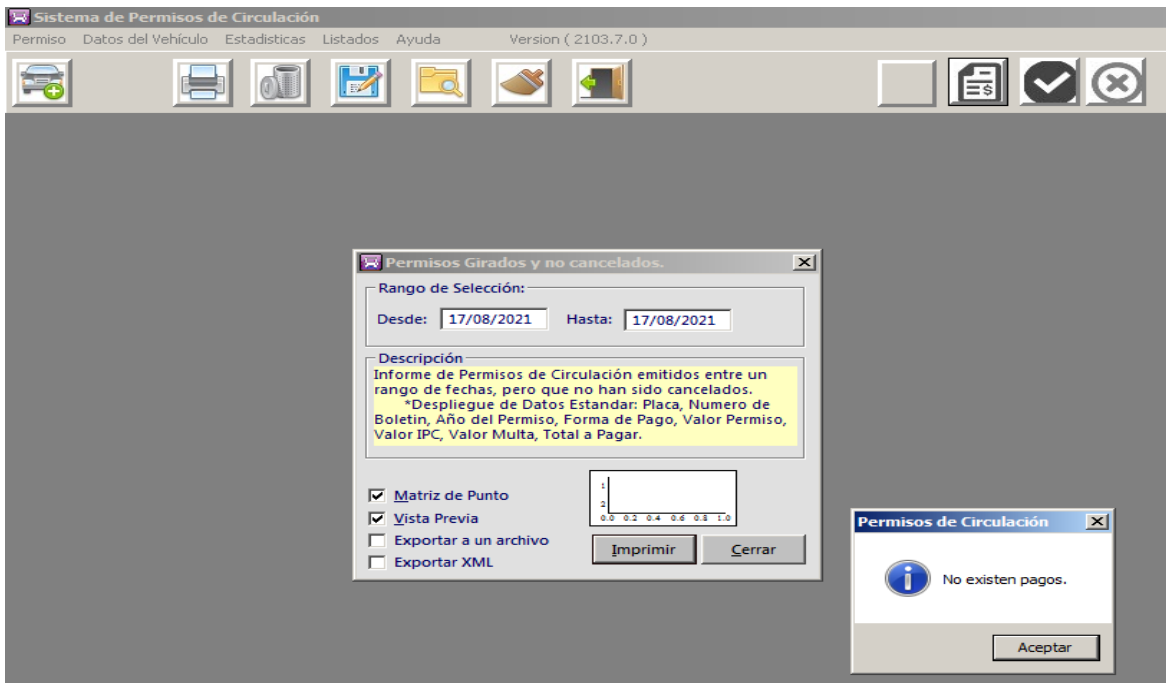 Sistema de Permisos de Circulación
Permiso Datos del Vehículo Estadisticas Listados Ayuda Version ( 2103.7.0 )
Permisos Girados y no cancelados.
Rango de Selección:
Desde: 17/08/2021 Hasta: 17/08/2021
Descripción
Informe de Permisos de Circulación emitidos entre un
rango de fechas, pero que no han sido cancelados.
*Despliegue de Datos Estandar: Placa, Numero de
Boletin, Año del Permiso, Forma de Pago, Valor Permiso,
Valor IPC, Valor Multa, Total a Pagar.
Matriz de Punto
Vista Previa
Exportar a un archivo
Exportar XML
1
2
0.0 0.2 0.4 0.6 0.8 1.0
Imprimir Cerrar
Permisos de Circulación
No existen pagos.
Aceptar